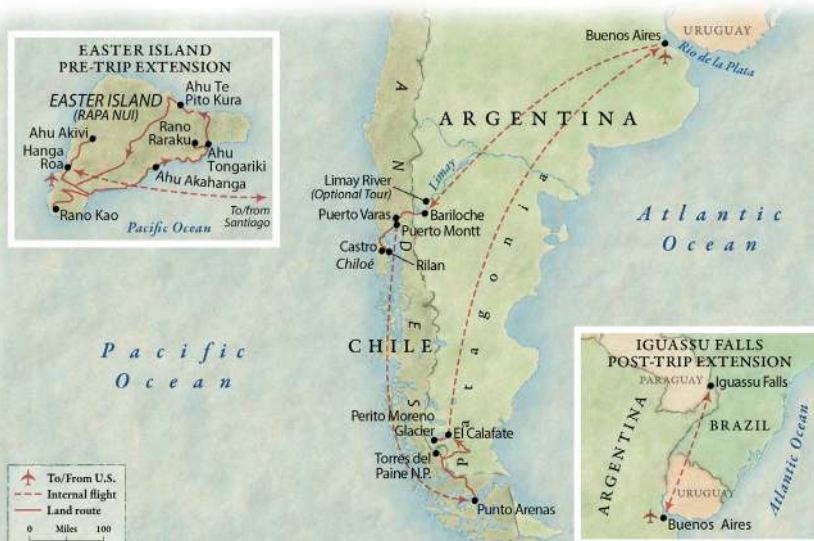 EASTER ISLAND
PRE-TRIP EXTENSION
Ahu Te
Pito Kura
EASTER ISLAND
(RAPA NUI)
Ahu Akivi
Rano
Raraku
Hanga
Roa
Ahu
Tongariki
Ahu Akahanga
Rano Kao
To/from
Santiago
Pacific Ocean
URUGUAY
Buenos Aires
Rio de la Plata
ARGENTINA
ANDES
Limay River
(Optional Tour)
Limay
Puerto Varas
Bariloche
Puerto Montt
Castro
Chiloé
Rilan
Patagonia
Atlantic
Ocean
Pacific
Ocean
CHILE
Perito Moreno
Glacier
El Calafate
Torres del
Paine N.P.
Punto Arenas
IGUASSU FALLS
POST-TRIP EXTENSION
PARAGUAY
Iguassu Falls
BRAZIL
ARGENTINA
URUGUAY
Atlantic Ocean
Buenos Aires
To/From U.S.
Internal flight
Land route
0 Miles 100